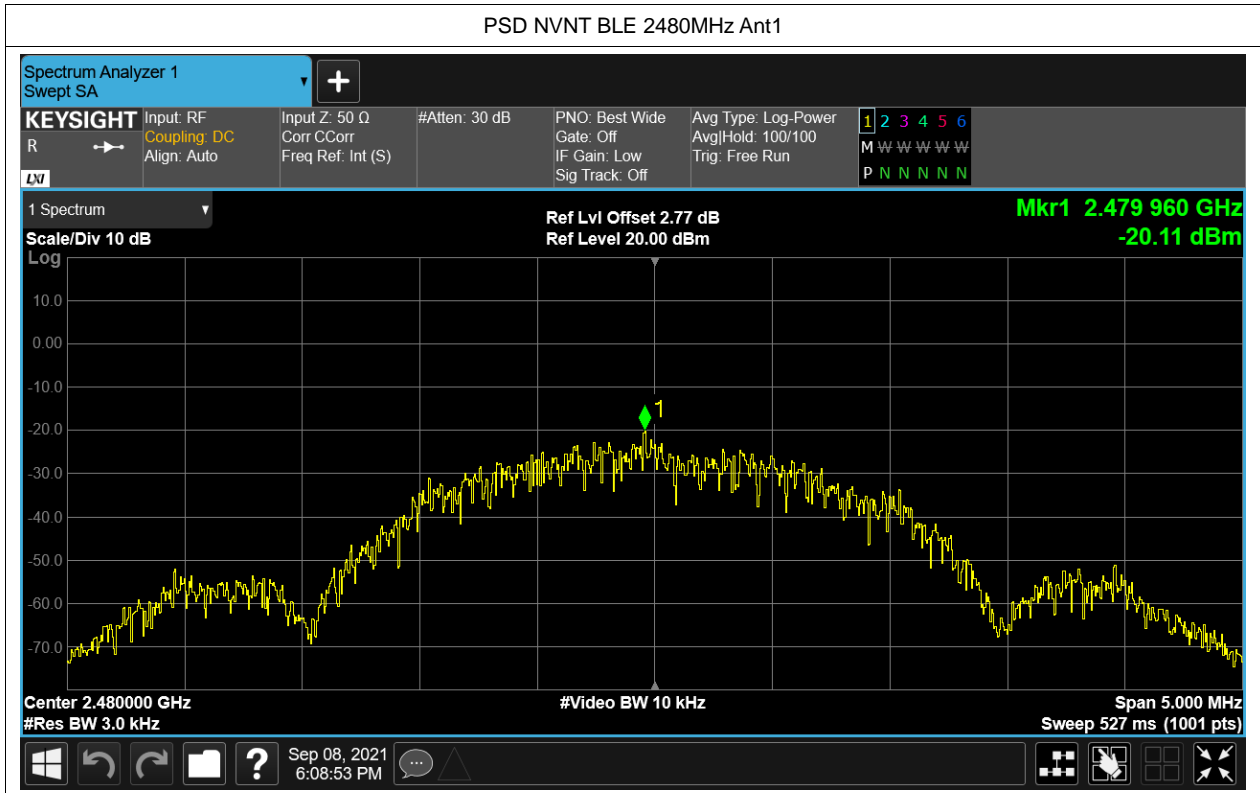 PSD NVNT BLE 2480MHz Ant1
Spectrum Analyzer 1
Swept SA
KEYSIGHT
R
LXI
Input: RF
Coupling: DC
Align: Auto
Input Z: 50 Ω
Corr CCorr
Freq Ref: Int (S)
#Atten: 30 dB
PNO: Best Wide
Gate: Off
IF Gain: Low
Sig Track: Off
Avg Type: Log-Power
Avg|Hold: 100/100
Trig: Free Run
1 2 3 4 5 6
M W W W W W
P N N N N N
1 Spectrum
Scale/Div 10 dB
Log
Ref Lvl Offset 2.77 dB
Ref Level 20.00 dBm
Mkr1 2.479 960 GHz
-20.11 dBm
10.0
0.00
-10.0
-20.0
-30.0
-40.0
-50.0
-60.0
-70.0
1
Center 2.480000 GHz
#Res BW 3.0 kHz
#Video BW 10 kHz
Span 5.000 MHz
Sweep 527 ms (1001 pts)
?
Sep 08, 2021
6:08:53 PM